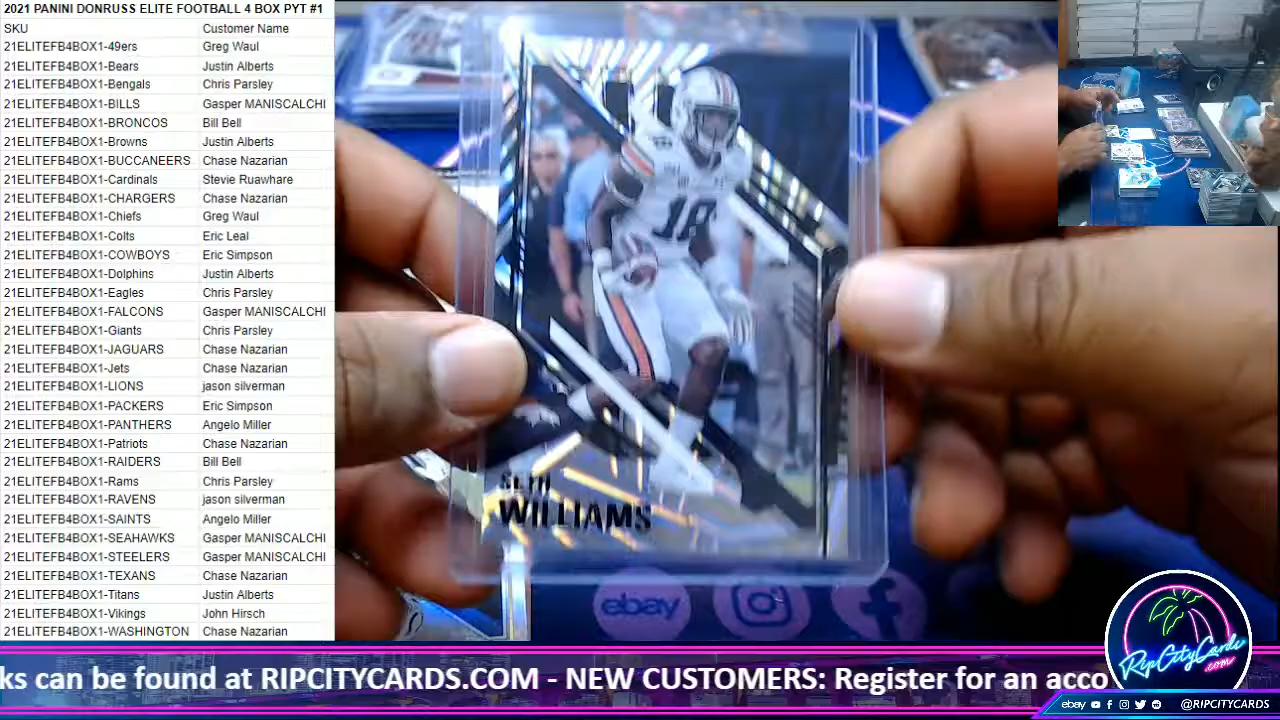 2021 PANINI DONRUSS ELITE FOOTBALL 4 BOX PYT #1
SKU Customer Name
21ELITEFB4BOX1-49ers Greg Waul
21ELITEFB4BOX1-Bears Justin Alberts
21ELITEFB4BOX1-Bengals Chris Parsley
21ELITEFB4BOX1-BILLS Gasper MANISCALCHI
21ELITEFB4BOX1-BRONCOS Bill Bell
21ELITEFB4BOX1-Browns Justin Alberts
21ELITEFB4BOX1-BUCCANEERS Chase Nazarian
21ELITEFB4BOX1-Cardinals Stevie Ruawhare
21ELITEFB4BOX1-CHARGERS Chase Nazarian
21ELITEFB4BOX1-Chiefs Greg Waul
21ELITEFB4BOX1-Colts Eric Leal
21ELITEFB4BOX1-COWBOYS Eric Simpson
21ELITEFB4BOX1-Dolphins Justin Alberts
21ELITEFB4BOX1-Eagles Chris Parsley
21ELITEFB4BOX1-FALCONS Gasper MANISCALCHI
21ELITEFB4BOX1-Giants Chris Parsley
21ELITEFB4BOX1-JAGUARS Chase Nazarian
21ELITEFB4BOX1-Jets Chase Nazarian
21ELITEFB4BOX1-LIONS jason silverman
21ELITEFB4BOX1-PACKERS Eric Simpson
21ELITEFB4BOX1-PANTHERS Angelo Miller
21ELITEFB4BOX1-Patriots Chase Nazarian
21ELITEFB4BOX1-RAIDERS Bill Bell
21ELITEFB4BOX1-Rams Chris Parsley
21ELITEFB4BOX1-RAVENS jason silverman
21ELITEFB4BOX1-SAINTS Angelo Miller
21ELITEFB4BOX1-SEAHAWKS Gasper MANISCALCHI
21ELITEFB4BOX1-STEELERS Gasper MANISCALCHI
21ELITEFB4BOX1-TEXANS Chase Nazarian
21ELITEFB4BOX1-Titans Justin Alberts
21ELITEFB4BOX1-Vikings John Hirsch
21ELITEFB4BOX1-WASHINGTON Chase Nazarian
18
SETH
WILLIAMS
ebay
RipCityCards
.com
ks can be found at RIPCITYCARDS.COM - NEW CUSTOMERS: Register for an acco
ebay @RIPCITYCARDS